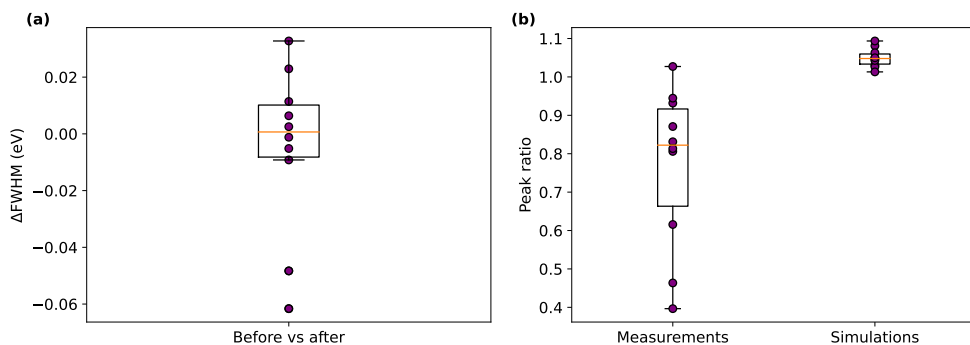 (a)
ΔFWHM (eV)
0.02
0.00
−0.02
−0.04
−0.06
Before vs after
(b)
Peak ratio
1.1
1.0
0.9
0.8
0.7
0.6
0.5
0.4
Measurements
Simulations